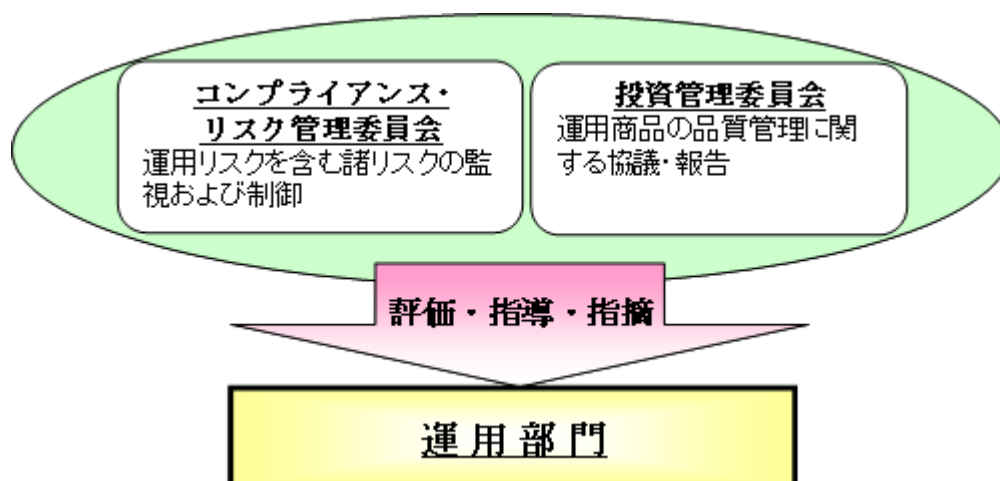 コンプライアンス・
リスク管理委員会
運用リスクを含む諸リスクの監
視および制御
投資管理委員会
運用商品の品質管理に関
する協議・報告
評価・指導・指摘
運用部門